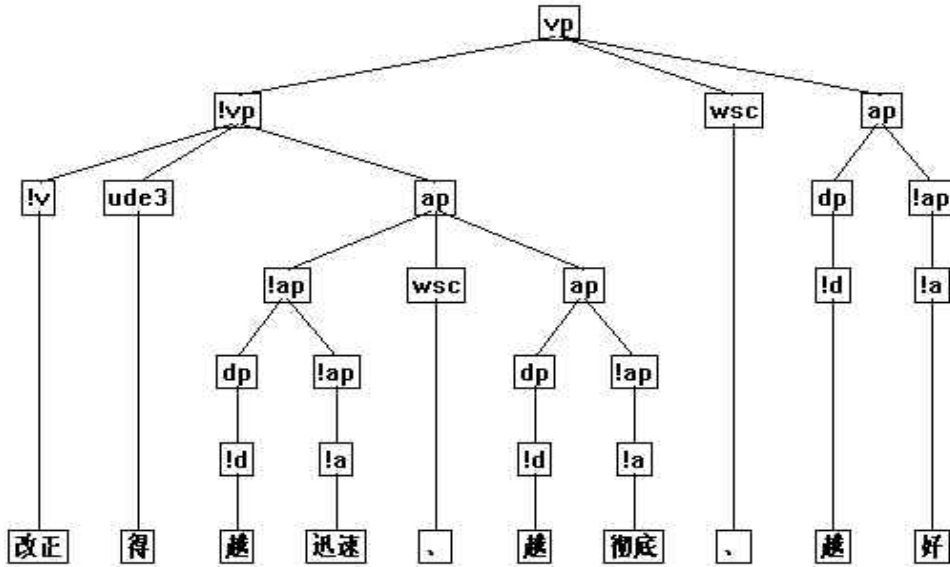 vp
!vp wsc ap
!v ude3 ap dp !ap
!ap wsc ap !d !a
dp !ap dp !ap
!d !a !d !a
改正 得 越 迅速 、 越 彻底 、 越 好